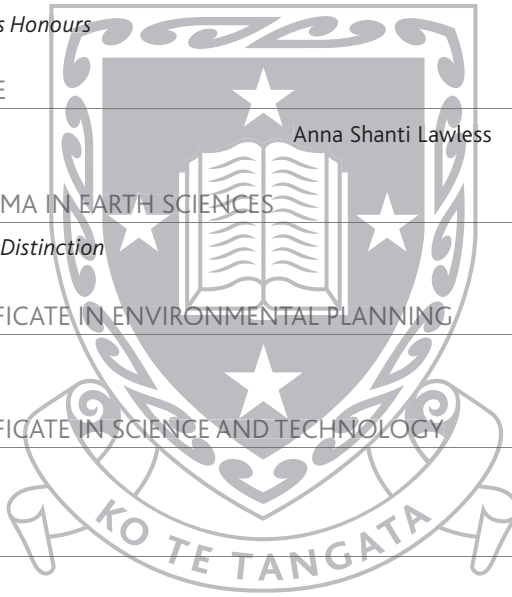 s Honours
E
Anna Shanti Lawless
MA IN EARTH SCIENCES
Distinction
FICATE IN ENVIRONMENTAL PLANNING
FICATE IN SCIENCE AND TECHNOLOGY
KO TE TANGATA